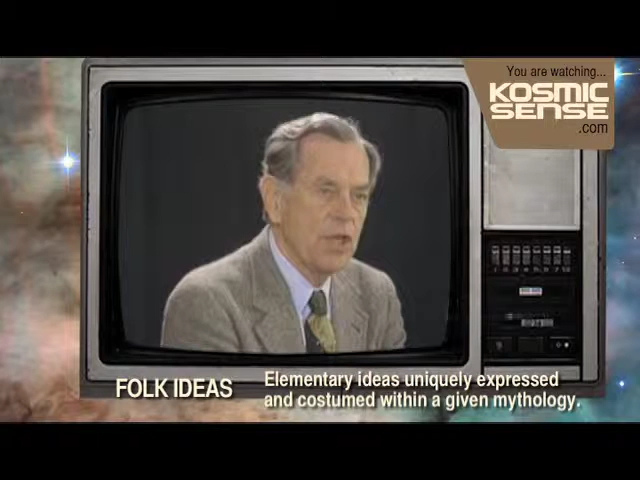 You are watching...
KOSMIC
SENSE
.com
FOLK IDEAS
Elementary ideas uniquely expressed
and costumed within a given mythology.